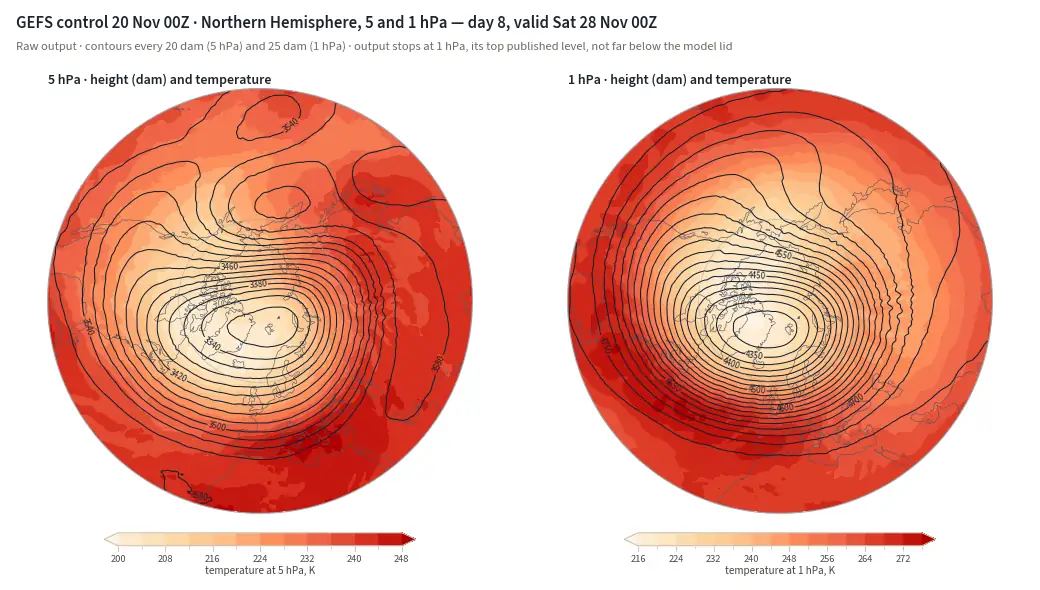 GEFS control 20 Nov 00Z · Northern Hemisphere, 5 and 1 hPa — day 8, valid Sat 28 Nov 00Z
Raw output · contours every 20 dam (5 hPa) and 25 dam (1 hPa) · output stops at 1 hPa, its top published level, not far below the model lid
5 hPa · height (dam) and temperature
1 hPa · height (dam) and temperature
3540
3460
3380
3540
3340
3420
3500
3580
4550
4450
4350
4400
4500
200 208 216 224 232 240 248
temperature at 5 hPa, K
216 224 232 240 248 256 264 272
temperature at 1 hPa, K